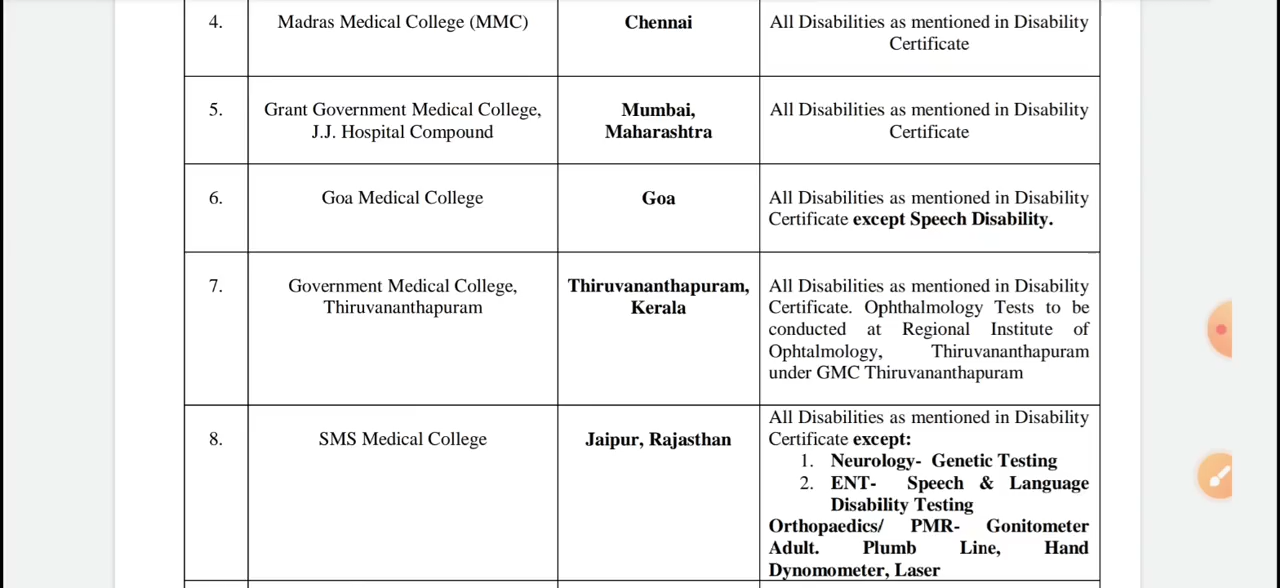 4. Madras Medical College (MMC) Chennai All Disabilities as mentioned in Disability
Certificate
5. Grant Government Medical College, Mumbai, All Disabilities as mentioned in Disability
J.J. Hospital Compound Maharashtra Certificate
6. Goa Medical College Goa All Disabilities as mentioned in Disability
Certificate except Speech Disability.
7. Government Medical College, Thiruvananthapuram, All Disabilities as mentioned in Disability
Thiruvananthapuram Kerala Certificate. Ophthalmology Tests to be
conducted at Regional Institute of
Ophtalmology, Thiruvananthapuram
under GMC Thiruvananthapuram
All Disabilities as mentioned in Disability
8. SMS Medical College Jaipur, Rajasthan Certificate except:
1. Neurology- Genetic Testing
2. ENT- Speech & Language
Disability Testing
Orthopaedics/ PMR- Gonitometer
Adult. Plumb Line, Hand
Dynomometer, Laser